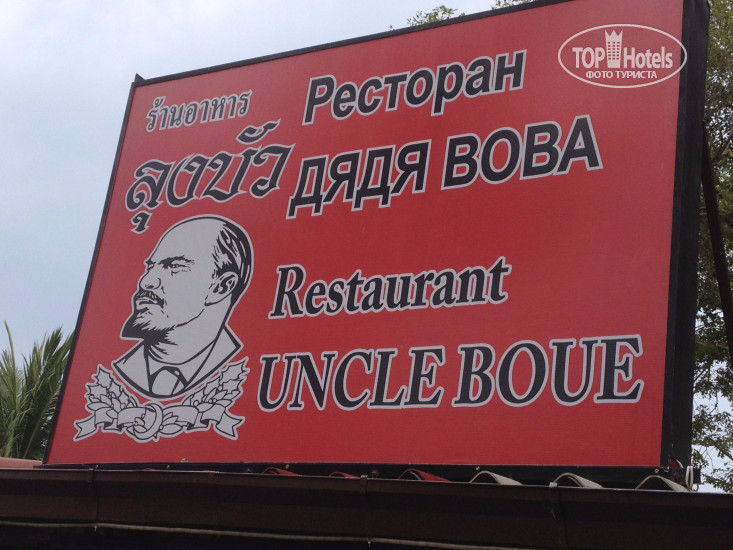 ร้านอาหาร
ลุงบัว
Ресторан
ДЯДЯ ВОВА
Restaurant
UNCLE BOUE
TOP Hotels
ФОТО ТУРИСТА